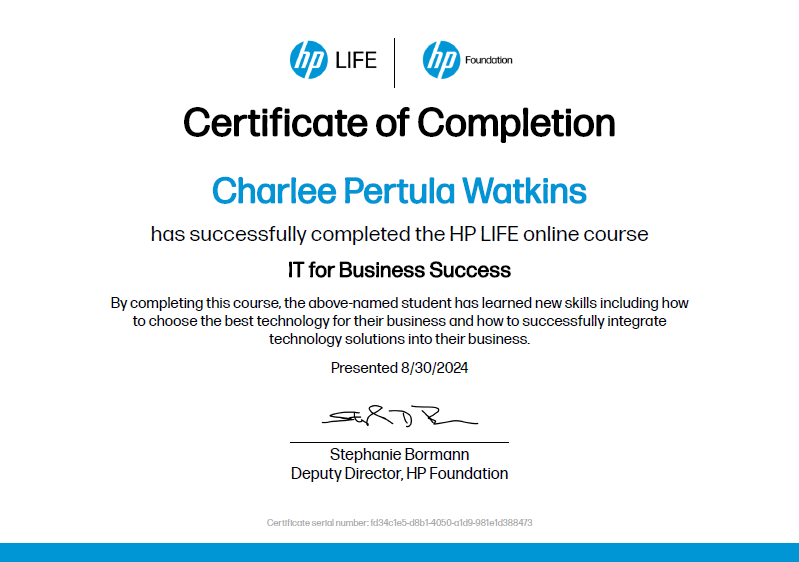 hp LIFE hp Foundation
Certificate of Completion
Charlee Pertula Watkins
has successfully completed the HP LIFE online course
IT for Business Success
By completing this course, the above-named student has learned new skills including how
to choose the best technology for their business and how to successfully integrate
technology solutions into their business.
Presented 8/30/2024
Stephanie Bormann
Deputy Director, HP Foundation
Certificate serial number: fd34c1e5-d8b1-4050-a1d9-981e1d388473